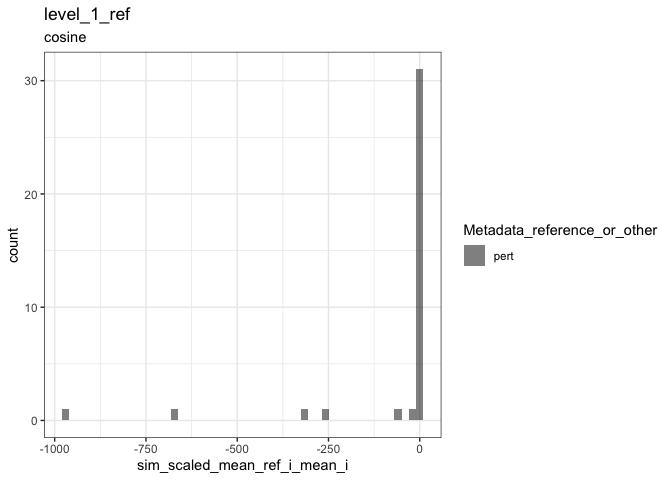 level_1_ref
cosine
30
20
10
0
count
-1000
-750
-500
-250
0
sim_scaled_mean_ref_i_mean_i
Metadata_reference_or_other
pert